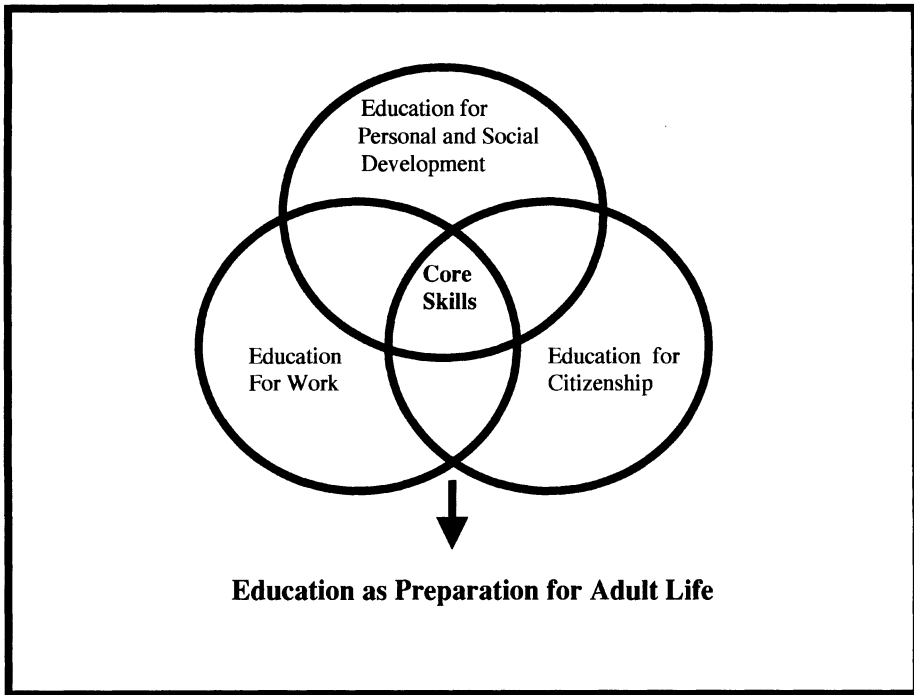 Education for
Personal and Social
Development
Core
Skills
Education
For Work
Education for
Citizenship
Education as Preparation for Adult Life